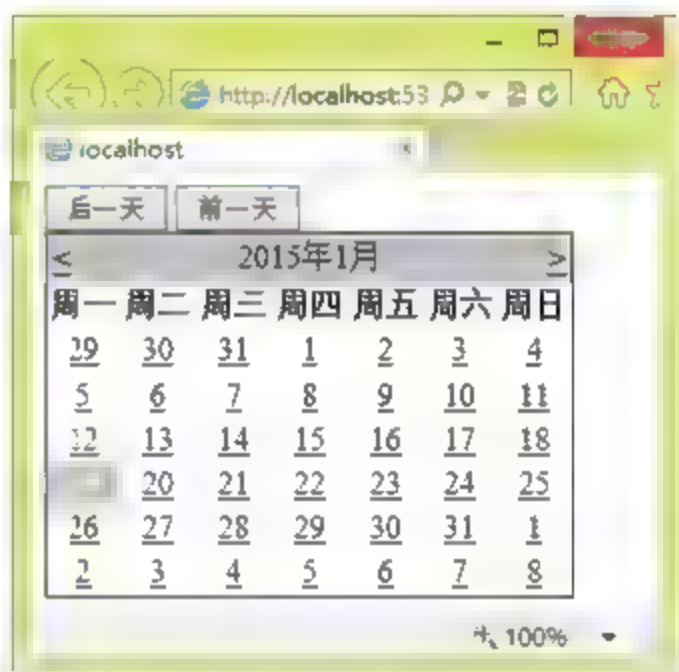 http://localhost:53
localhost
后一天 前一天
< 2015年1月 >
周一 周二 周三 周四 周五 周六 周日
29 30 31 1 2 3 4
5 6 7 8 9 10 11
12 13 14 15 16 17 18
20 21 22 23 24 25
26 27 28 29 30 31 1
2 3 4 5 6 7 8
100%